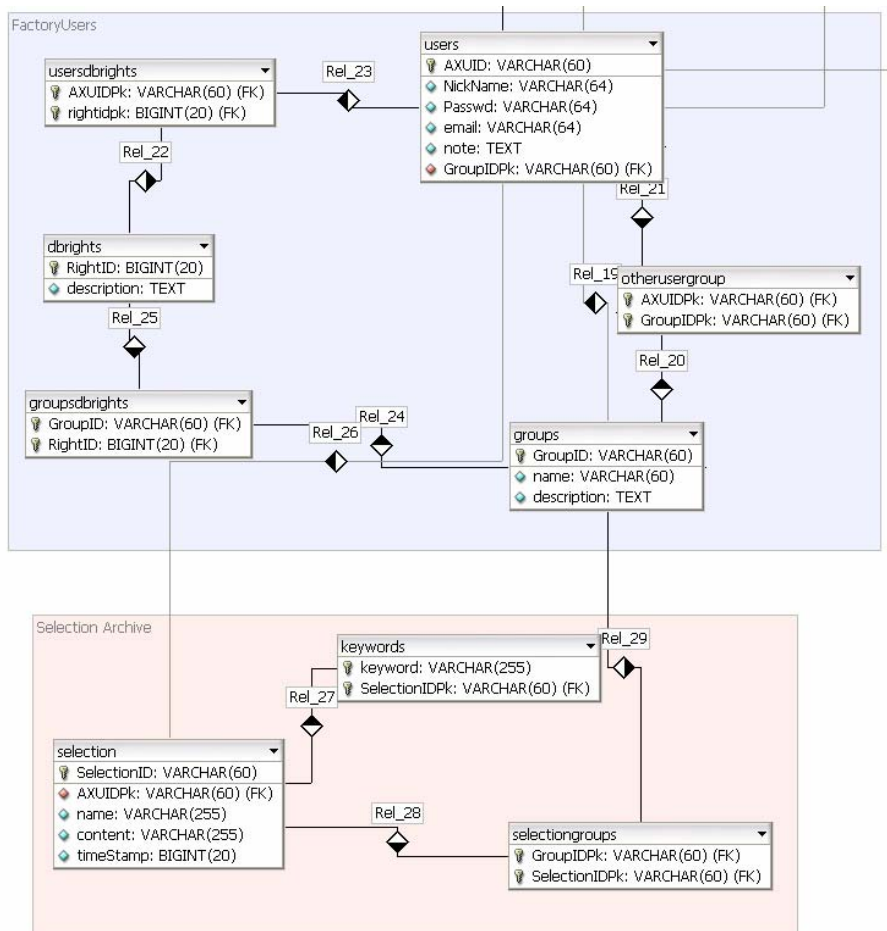 FactoryUsers
users
AXUID: VARCHAR(60)
NickName: VARCHAR(64)
Passwd: VARCHAR(64)
email: VARCHAR(64)
note: TEXT
GroupIDPk: VARCHAR(60) (FK)
usersdbrights
AXUIDPk: VARCHAR(60) (FK)
rightidpk: BIGINT(20) (FK)
Rel_23
Rel_22
Rel_21
dbrights
RightID: BIGINT(20)
description: TEXT
Rel_19
otherusergroup
AXUIDPk: VARCHAR(60) (FK)
GroupIDPk: VARCHAR(60) (FK)
Rel_25
Rel_20
groupsdbrights
GroupID: VARCHAR(60) (FK)
RightID: BIGINT(20) (FK)
Rel_24
Rel_26
groups
GroupID: VARCHAR(60)
name: VARCHAR(60)
description: TEXT
Selection Archive
Rel_29
keywords
keyword: VARCHAR(255)
SelectionIDPk: VARCHAR(60) (FK)
Rel_27
selection
SelectionID: VARCHAR(60)
AXUIDPk: VARCHAR(60) (FK)
name: VARCHAR(255)
content: VARCHAR(255)
timeStamp: BIGINT(20)
Rel_28
selectiongroups
GroupIDPk: VARCHAR(60) (FK)
SelectionIDPk: VARCHAR(60) (FK)